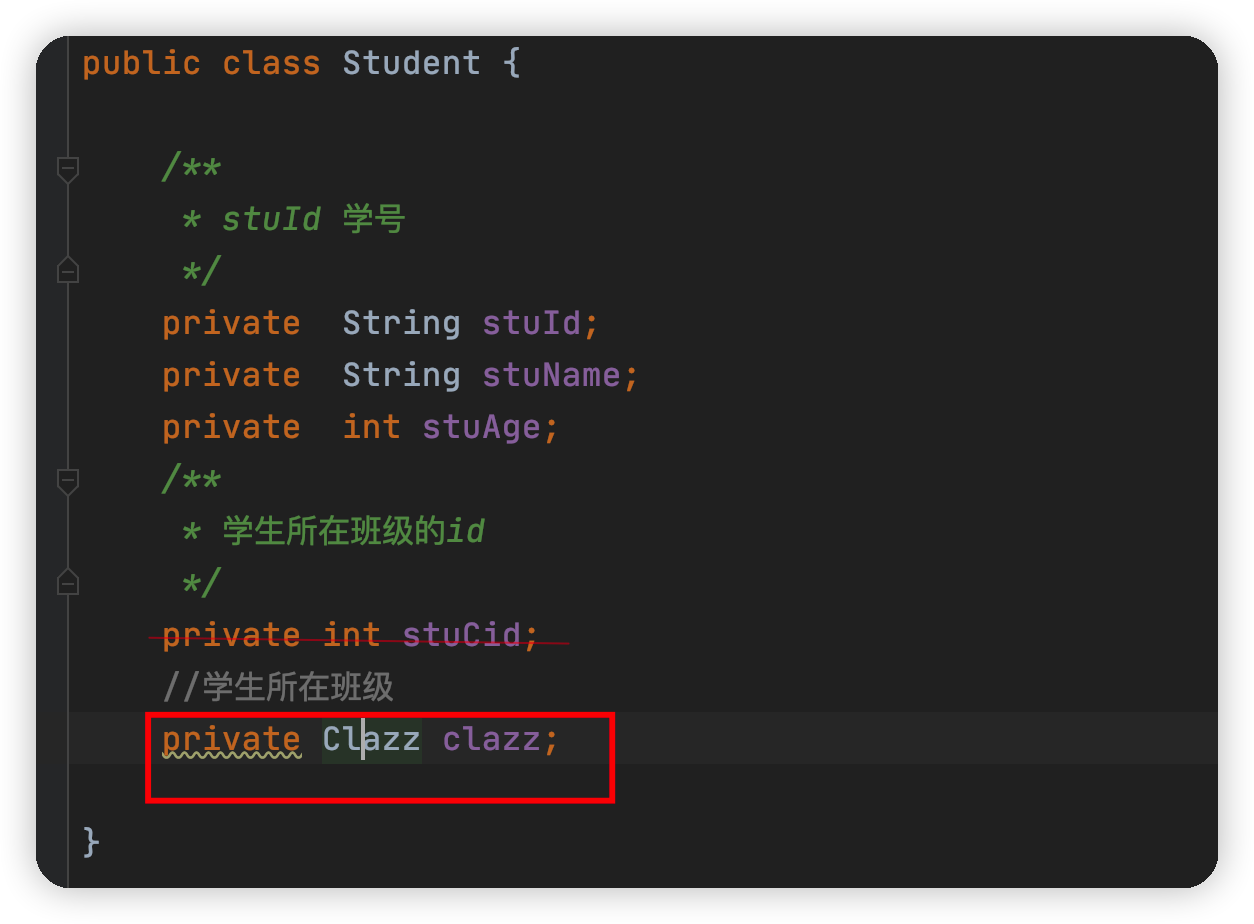 public class Student {
/**
* stuId 学号
*/
private  String stuId;
private  String stuName;
private  int stuAge;
/**
* 学生所在班级的id
*/
private int stuCid;
//学生所在班级
private Clazz clazz;
}